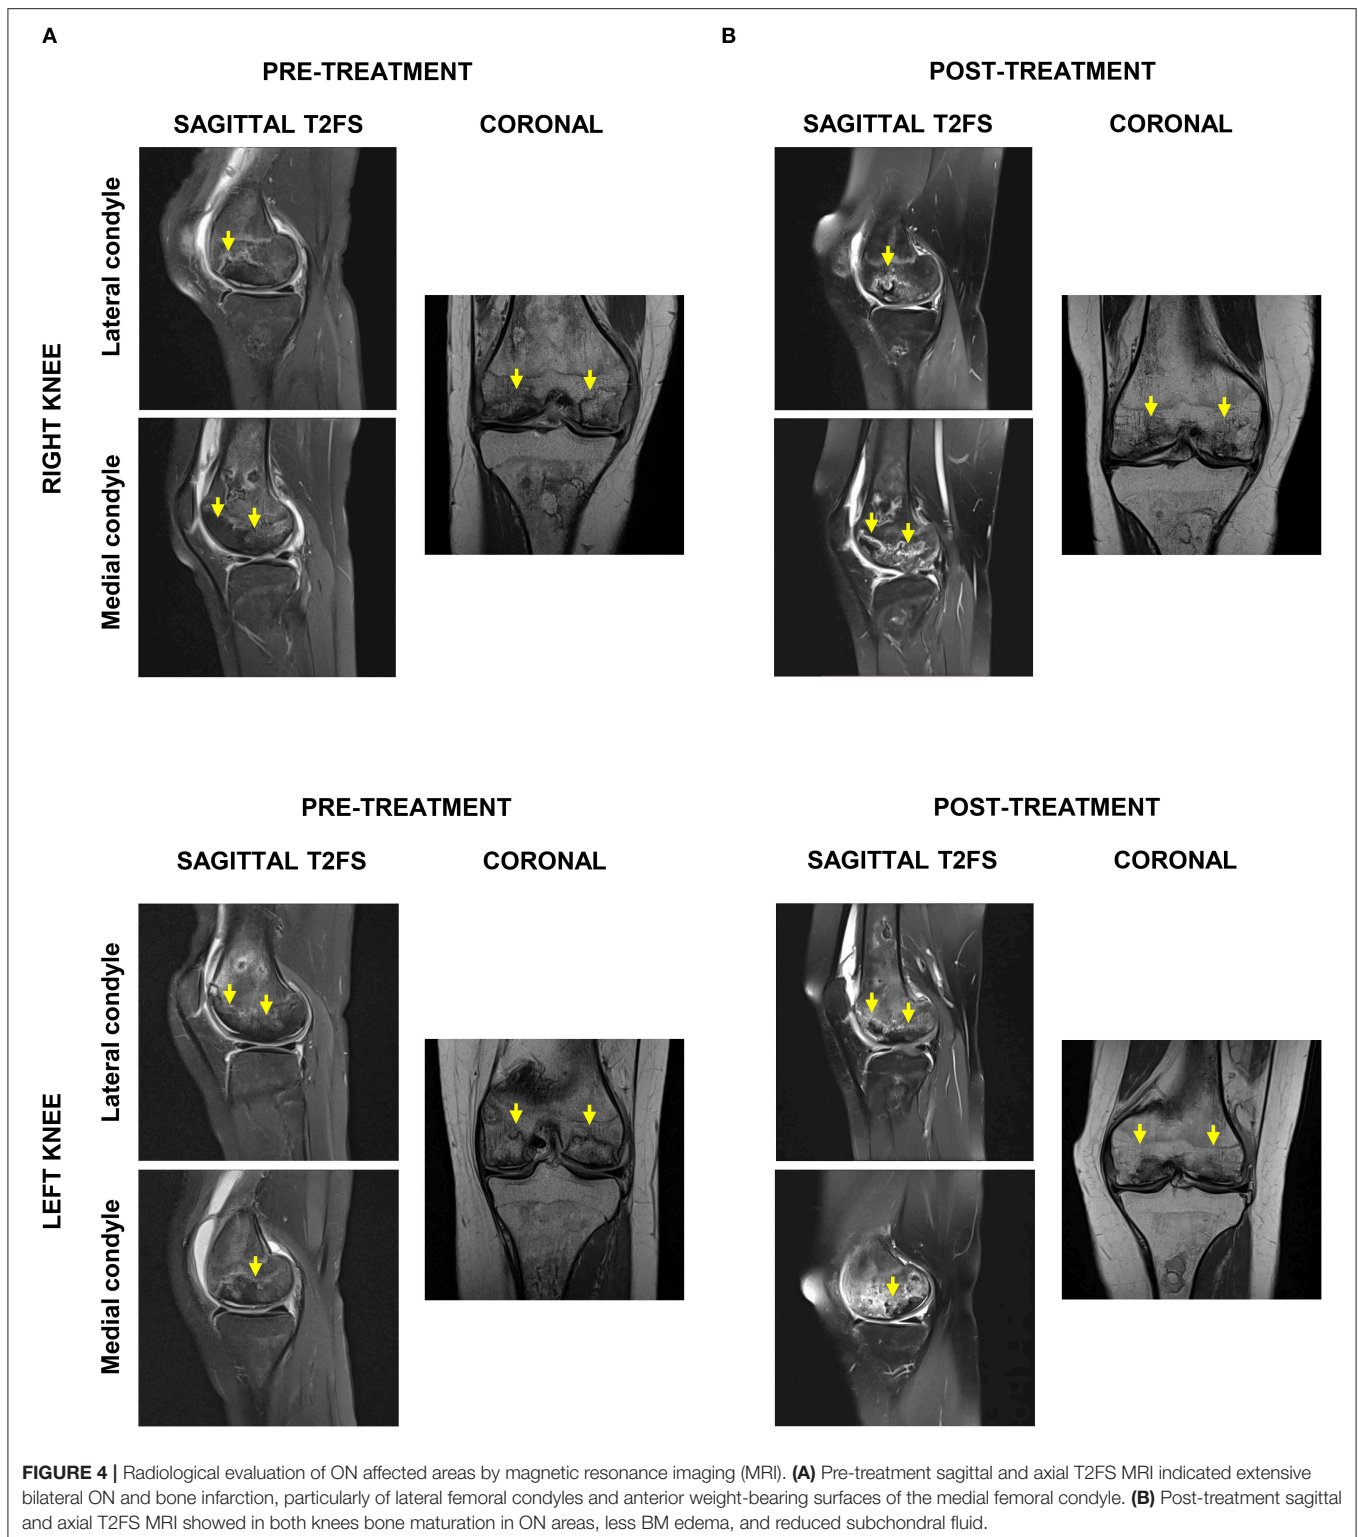 A
B
PRE-TREATMENT
POST-TREATMENT
SAGITTAL T2FS
CORONAL
SAGITTAL T2FS
CORONAL
RIGHT KNEE
Lateral condyle
Medial condyle
PRE-TREATMENT
POST-TREATMENT
SAGITTAL T2FS
CORONAL
SAGITTAL T2FS
CORONAL
LEFT KNEE
Lateral condyle
Medial condyle
FIGURE 4 | Radiological evaluation of ON affected areas by magnetic resonance imaging (MRI). (A) Pre-treatment sagittal and axial T2FS MRI indicated extensive
bilateral ON and bone infarction, particularly of lateral femoral condyles and anterior weight-bearing surfaces of the medial femoral condyle. (B) Post-treatment sagittal
and axial T2FS MRI showed in both knees bone maturation in ON areas, less BM edema, and reduced subchondral fluid.